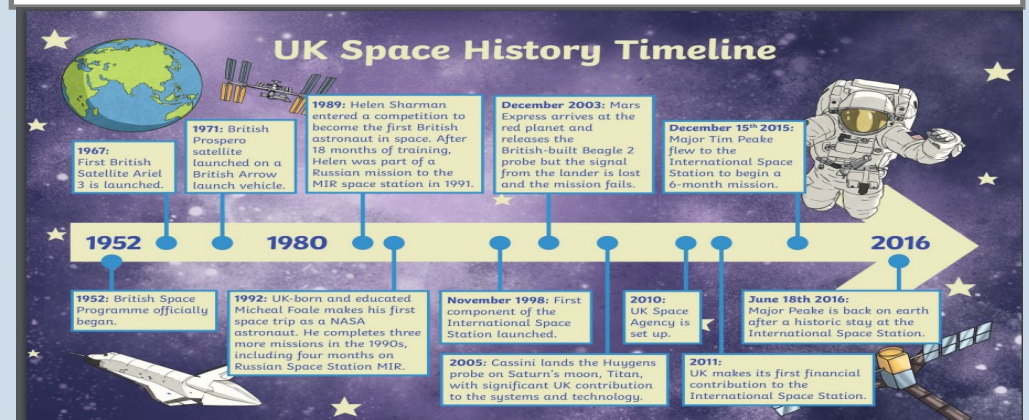 UK Space History Timeline
1967:
First British
Satellite Ariel
3 is launched.
1971: British
Prospero
satellite
launched on a
British Arrow
launch vehicle.
1989: Helen Sharman
entered a competition to
become the first British
astronaut in space. After
18 months of training,
Helen was part of a
Russian mission to the
MIR space station in 1991.
December 2003: Mars
Express arrives at the
red planet and
releases the
British-built Beagle 2
probe but the signal
from the lander is lost
and the mission fails.
December 15th 2015:
Major Tim Peake
flew to the
International Space
Station to begin a
6-month mission.
1952
1980
2016
1952: British Space
Programme officially
began.
1992: UK-born and educated
Micheal Foale makes his first
space trip as a NASA
astronaut. He completes three
more missions in the 1990s,
including four months on
Russian Space Station MIR.
November 1998: First
component of the
International Space
Station launched.
2005: Cassini lands the Huygens
probe on Saturn's moon, Titan,
with significant UK contribution
to the systems and technology.
2010:
UK Space
Agency is
set up.
2011:
UK makes its first financial
contribution to the
International Space Station.
June 18th 2016:
Major Peake is back on earth
after a historic stay at the
International Space Station.